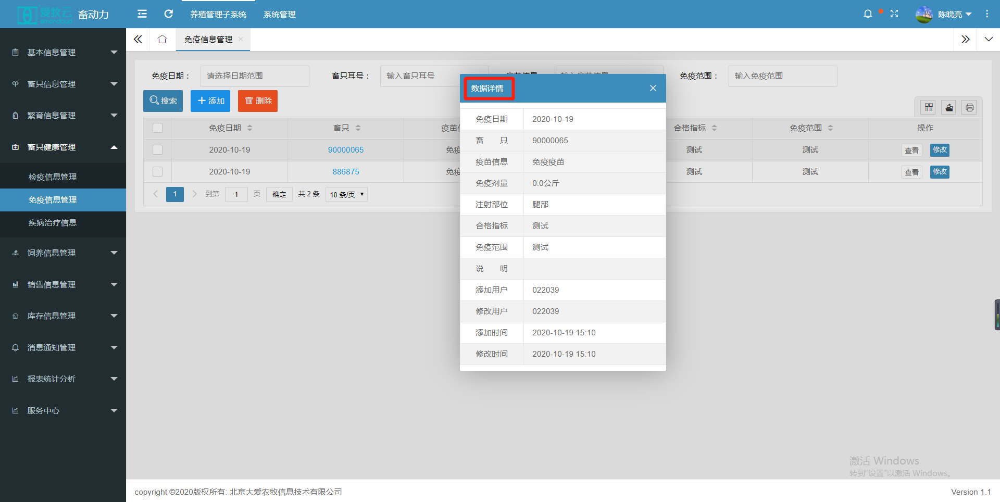 爱牧云 amorcloud 畜动力
养殖管理子系统 系统管理
陈晓亮
免疫信息管理
基本信息管理
畜只信息管理
繁育信息管理
畜只健康管理
检疫信息管理
免疫信息管理
疾病治疗信息
饲养信息管理
销售信息管理
库存信息管理
消息通知管理
报表统计分析
服务中心
免疫日期： 请选择日期范围 畜只耳号： 输入畜只耳号 免疫范围： 输入免疫范围
搜索 添加 删除
免疫日期 畜只 合格指标 免疫范围 操作
2020-10-19 90000065 免疫 测试 测试 查看 修改
2020-10-19 886875 免疫 测试 测试 查看 修改
1 到第 1 页 确定 共 2 条 10 条/页
数据详情
免疫日期 2020-10-19
畜 只 90000065
疫苗信息 免疫疫苗
免疫剂量 0.0公斤
注射部位 腿部
合格指标 测试
免疫范围 测试
说 明
添加用户 022039
修改用户 022039
添加时间 2020-10-19 15:10
修改时间 2020-10-19 15:10
激活 Windows
转到"设置"以激活 Windows。
copyright ©2020版权所有: 北京大爱农牧信息技术有限公司
Version 1.1